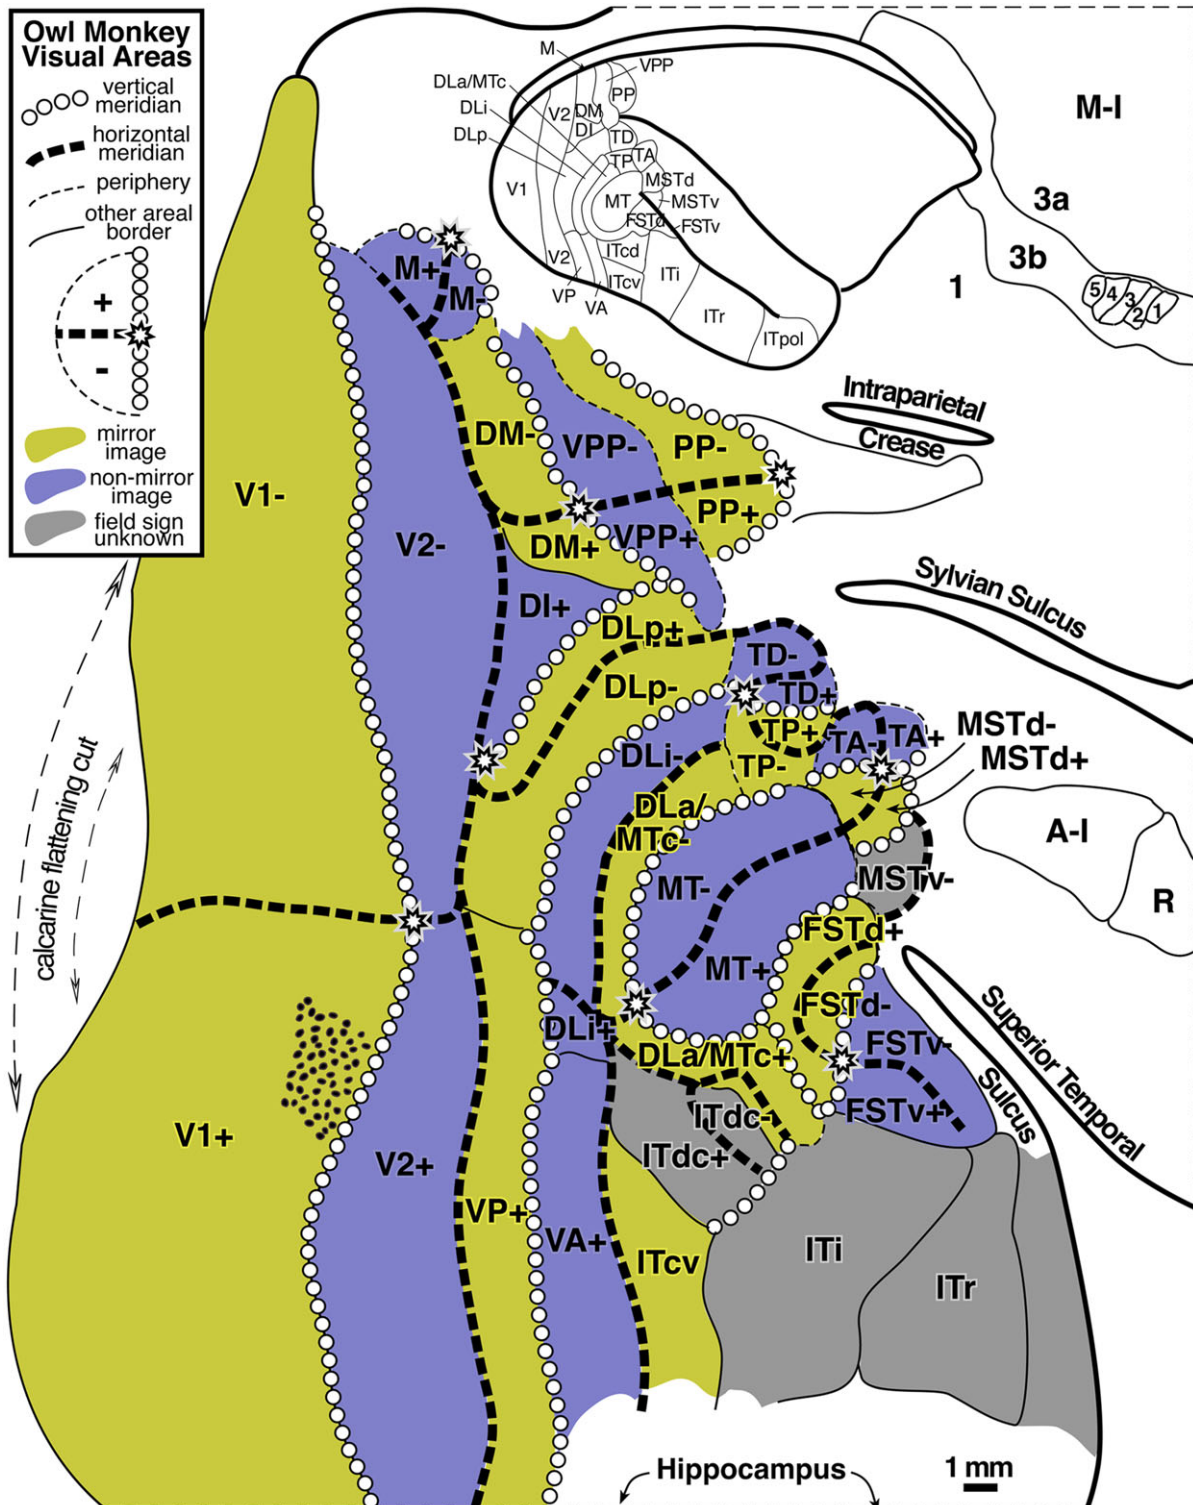 Owl Monkey
Visual Areas
vertical
meridian
horizontal
meridian
periphery
other areal
border
+
-
mirror
image
non-mirror
image
field sign
unknown
M
VPP
DLa/MTc
PP
DLi
V2
DM
DI
DLp
TD
TP
TA
V1
MSTd
MT
MSTv
FSTd
FSTv
V2
ITcd
ITi
ITcv
VP
VA
ITr
ITpol
M-I
3a
3b
1
5
4
3
2
1
M+
M-
Intraparietal
Crease
DM-
VPP-
PP-
V1-
PP+
V2-
DM+
VPP+
Sylvian Sulcus
DI+
DLp+
TD-
DLp-
TD+
TP+
TA-
TA+
MSTd-
MSTd+
DLi-
TP-
DLa/
MTc-
A-I
calcarine flattening cut
MT-
MSTv-
R
FSTd+
MT+
FSTd-
DLi+
FSTv-
DLa/MTc+
Superior Temporal
Sulcus
ITdc-
FSTv+
V1+
ITdc+
V2+
VP+
VA+
ITcv
ITi
ITr
Hippocampus
1 mm